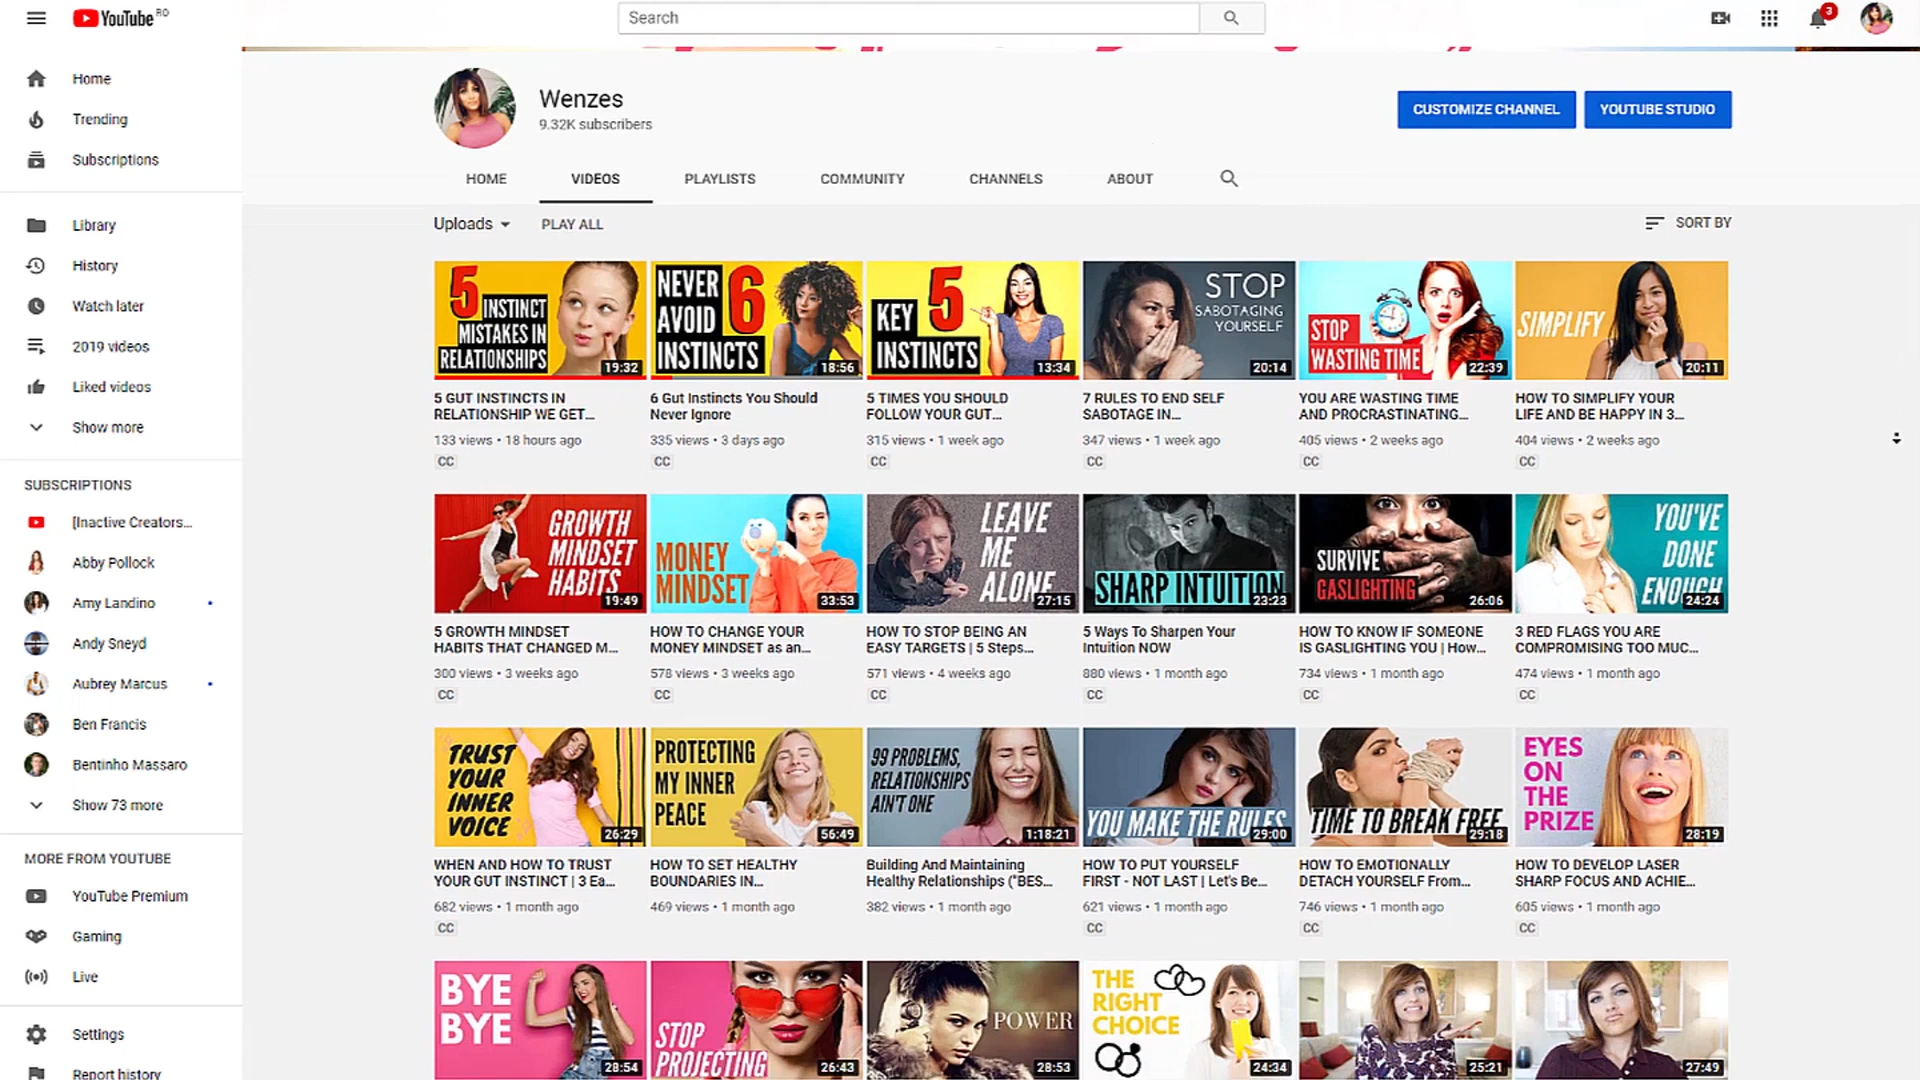 YouTube RO
Search
3
Home
Trending
Subscriptions
Library
History
Watch later
2019 videos
Liked videos
Show more
SUBSCRIPTIONS
[Inactive Creators...
Abby Pollock
Amy Landino
Andy Sneyd
Aubrey Marcus
Ben Francis
Bentinho Massaro
Show 73 more
MORE FROM YOUTUBE
YouTube Premium
Gaming
Live
Settings
Report history
Wenzes
9.32K subscribers
CUSTOMIZE CHANNEL
YOUTUBE STUDIO
HOME
VIDEOS
PLAYLISTS
COMMUNITY
CHANNELS
ABOUT
Uploads
PLAY ALL
SORT BY
5 INSTINCT
MISTAKES IN
RELATIONSHIPS
19:32
5 GUT INSTINCTS IN
RELATIONSHIP WE GET...
133 views • 18 hours ago
CC
NEVER 6
AVOID
INSTINCTS
18:56
6 Gut Instincts You Should
Never Ignore
335 views • 3 days ago
CC
KEY 5
INSTINCTS
13:34
5 TIMES YOU SHOULD
FOLLOW YOUR GUT...
315 views • 1 week ago
CC
STOP
SABOTAGING
YOURSELF
20:14
7 RULES TO END SELF
SABOTAGE IN...
347 views • 1 week ago
CC
STOP
WASTING TIME
22:39
YOU ARE WASTING TIME
AND PROCRASTINATING...
405 views • 2 weeks ago
CC
SIMPLIFY
20:11
HOW TO SIMPLIFY YOUR
LIFE AND BE HAPPY IN 3...
404 views • 2 weeks ago
CC
GROWTH
MINDSET
HABITS
19:49
5 GROWTH MINDSET
HABITS THAT CHANGED M...
300 views • 3 weeks ago
CC
MONEY
MINDSET
33:53
HOW TO CHANGE YOUR
MONEY MINDSET as an...
578 views • 3 weeks ago
CC
LEAVE
ME
ALONE
27:15
HOW TO STOP BEING AN
EASY TARGETS | 5 Steps...
571 views • 4 weeks ago
CC
SHARP INTUITION
23:23
5 Ways To Sharpen Your
Intuition NOW
880 views • 1 month ago
CC
SURVIVE
GASLIGHTING
26:06
HOW TO KNOW IF SOMEONE
IS GASLIGHTING YOU | How...
734 views • 1 month ago
CC
YOU'VE
DONE
ENOUGH
24:24
3 RED FLAGS YOU ARE
COMPROMISING TOO MUC...
474 views • 1 month ago
CC
TRUST
YOUR
INNER
VOICE
26:29
WHEN AND HOW TO TRUST
YOUR GUT INSTINCT | 3 Ea...
682 views • 1 month ago
CC
PROTECTING
MY INNER
PEACE
56:49
HOW TO SET HEALTHY
BOUNDARIES IN...
469 views • 1 month ago
99 PROBLEMS,
RELATIONSHIPS
AIN'T ONE
1:18:21
Building And Maintaining
Healthy Relationships ("BES...
382 views • 1 month ago
YOU MAKE THE RULES
29:00
HOW TO PUT YOURSELF
FIRST - NOT LAST | Let's Be...
621 views • 1 month ago
CC
TIME TO BREAK FREE
29:18
HOW TO EMOTIONALLY
DETACH YOURSELF From...
746 views • 1 month ago
CC
EYES
ON
THE
PRIZE
28:19
HOW TO DEVELOP LASER
SHARP FOCUS AND ACHIE...
605 views • 1 month ago
CC
BYE
BYE
28:54
STOP
PROJECTING
26:43
POWER
28:53
THE
RIGHT
CHOICE
24:34
25:21
27:49